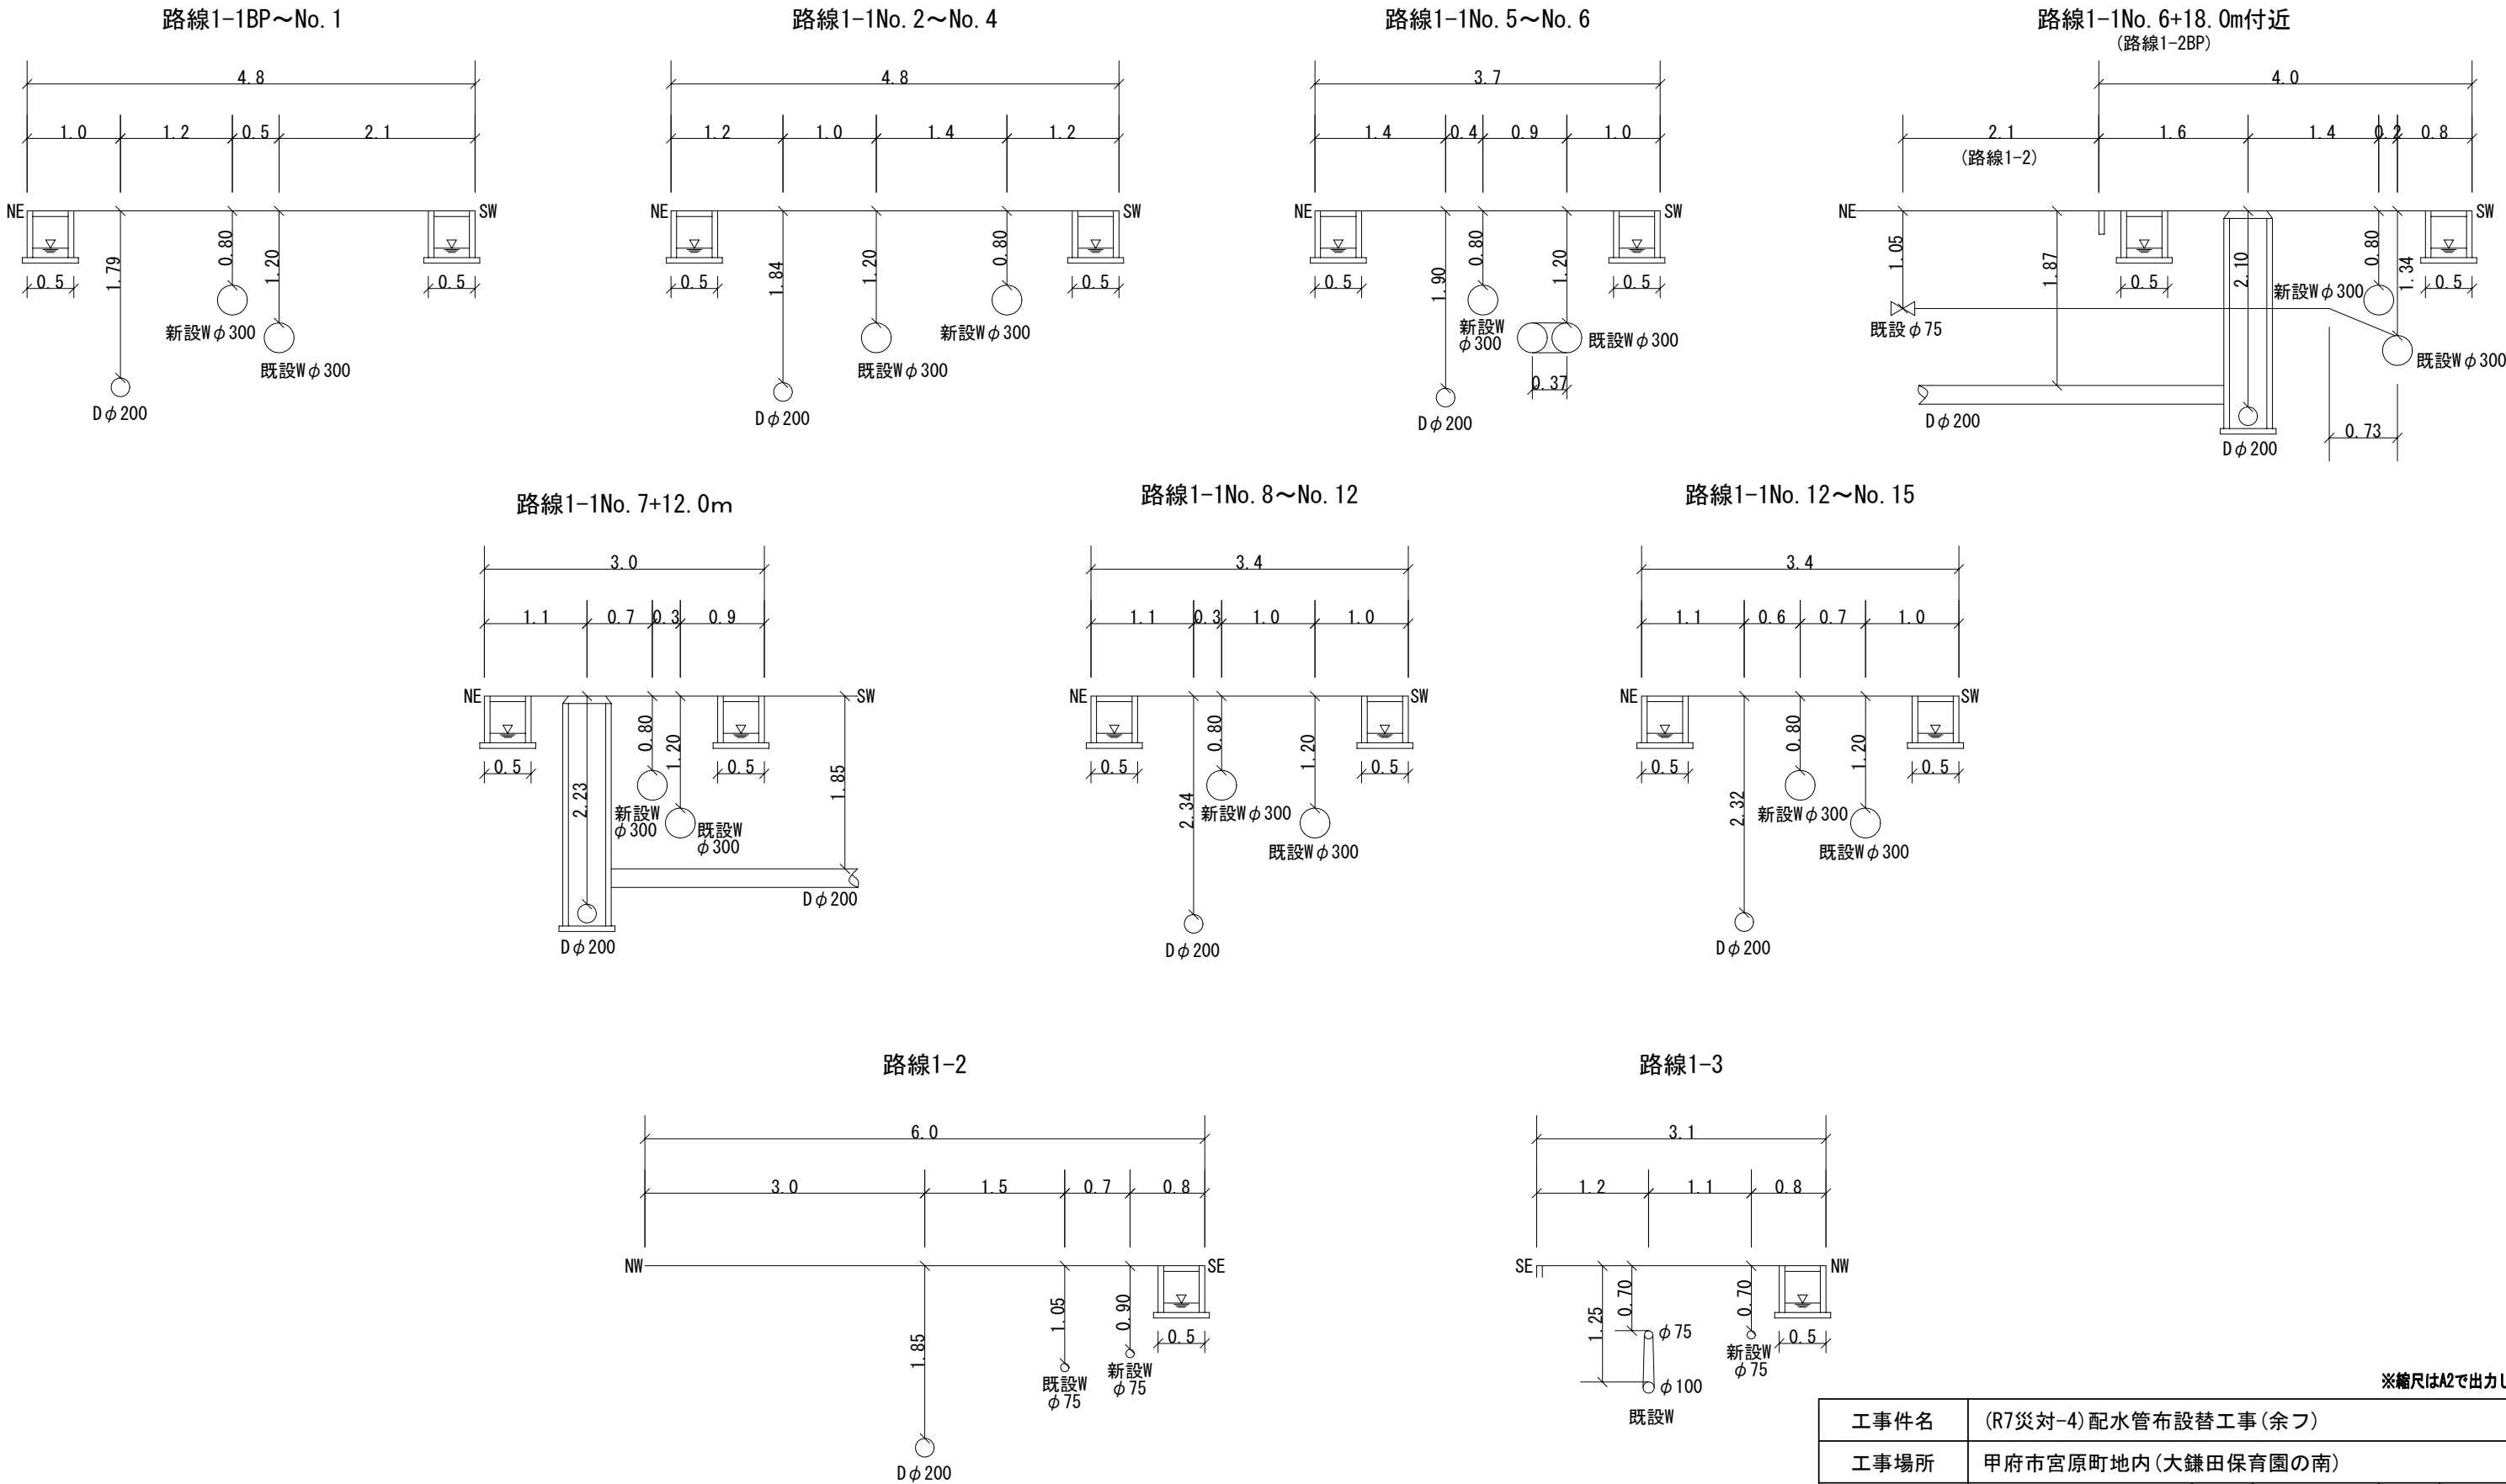 路線1-1BP～No.1
4.8
1.0 1.2 0.5 2.1
NE SW
0.5 1.79 0.80 1.20 0.5
新設Wφ300
既設Wφ300
Dφ200
路線1-1No.2～No.4
4.8
1.2 1.0 1.4 1.2
NE SW
0.5 1.84 1.20 0.80 0.5
新設Wφ300
既設Wφ300
Dφ200
路線1-1No.5～No.6
3.7
1.4 0.4 0.9 1.0
NE SW
0.5 1.90 0.80 1.20 0.5
新設W
φ300
既設Wφ300
0.37
Dφ200
路線1-1No.6+18.0m付近
(路線1-2BP)
4.0
2.1 1.6 1.4 0.2 0.8
(路線1-2)
NE SW
1.05 1.87 0.5 2.10 0.80 1.34 0.5
新設Wφ300
既設φ75
既設Wφ300
Dφ200
0.73
Dφ200
路線1-1No.7+12.0m
3.0
1.1 0.7 0.3 0.9
NE SW
0.5 2.23 0.80 1.20 0.5 1.85
新設W
φ300
既設W
φ300
Dφ200
Dφ200
路線1-1No.8～No.12
3.4
1.1 0.3 1.0 1.0
NE SW
0.5 2.34 0.80 1.20 0.5
新設Wφ300
既設Wφ300
Dφ200
路線1-1No.12～No.15
3.4
1.1 0.6 0.7 1.0
NE SW
0.5 2.32 0.80 1.20 0.5
新設Wφ300
既設Wφ300
Dφ200
路線1-2
6.0
3.0 1.5 0.7 0.8
NW SE
1.85 1.05 0.90 0.5
既設W
φ75
新設W
φ75
Dφ200
路線1-3
3.1
1.2 1.1 0.8
SE NW
1.25 0.70 0.70 0.5
φ75
新設W
φ75
φ100
既設W
※縮尺はA2で出力し
工事件名 (R7災対-4)配水管布設替工事(余フ)
工事場所 甲府市宮原町地内(大鎌田保育園の南)